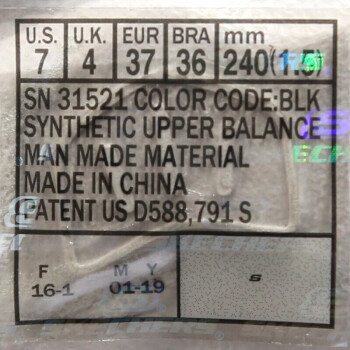 U.S. U.K. EUR BRA mm
7 4 37 36 240(1.5)
SN 31521 COLOR CODE:BLK
SYNTHETIC UPPER BALANCE
MAN MADE MATERIAL
MADE IN CHINA
PATENT US D588,791 S
F M Y
16-1 01-19
S